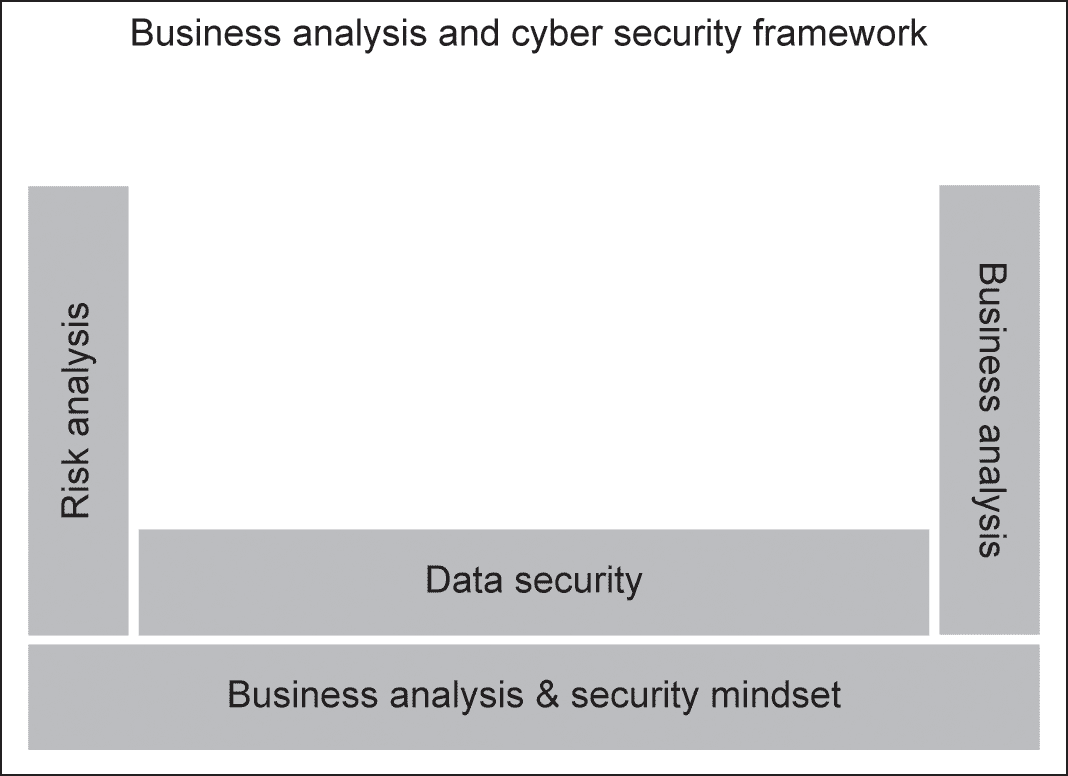 Business analysis and cyber security framework
Risk analysis
Business analysis
Data security
Business analysis & security mindset